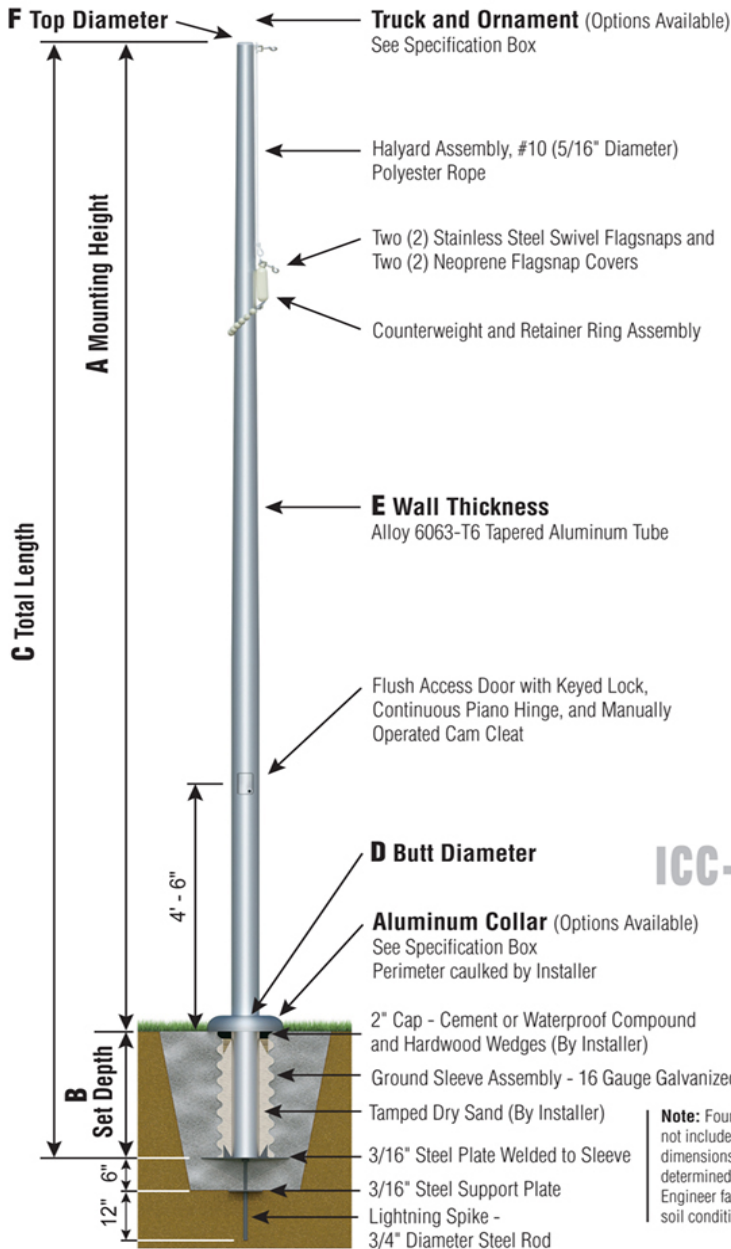 F Top Diameter
Truck and Ornament (Options Available)
See Specification Box
Halyard Assembly, #10 (5/16" Diameter)
Polyester Rope
A Mounting Height
Two (2) Stainless Steel Swivel Flagsnaps and
Two (2) Neoprene Flagsnap Covers
Counterweight and Retainer Ring Assembly
E Wall Thickness
Alloy 6063-T6 Tapered Aluminum Tube
C Total Length
Flush Access Door with Keyed Lock,
Continuous Piano Hinge, and Manually
Operated Cam Cleat
4' - 6"
D Butt Diameter
ICC-
Aluminum Collar (Options Available)
See Specification Box
Perimeter caulked by Installer
B
Set Depth
2" Cap - Cement or Waterproof Compound
and Hardwood Wedges (By Installer)
Ground Sleeve Assembly - 16 Gauge Galvanized
Tamped Dry Sand (By Installer)
3/16" Steel Plate Welded to Sleeve
6"
3/16" Steel Support Plate
12"
Lightning Spike -
3/4" Diameter Steel Rod
Note:
not include
dimensions
determined
Engineer
soil